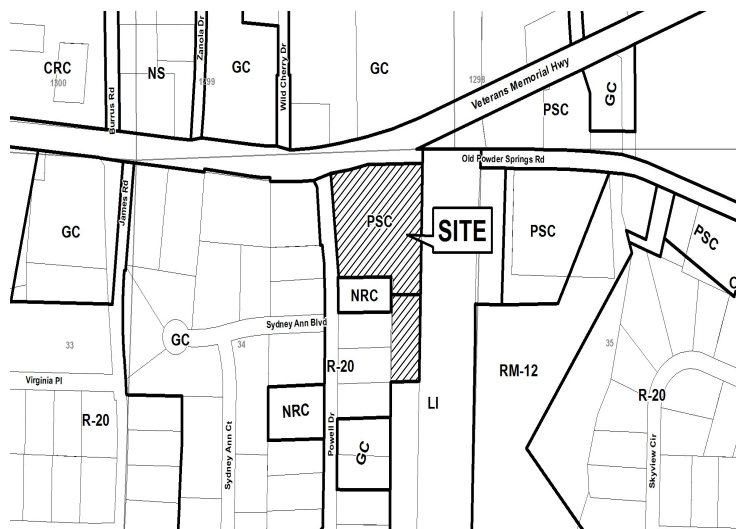 Zanola Dr
CRC
1300
Burrus Rd
NS
1299
GC
Wild Cherry Dr
GC
1298
Veterans Memorial Hwy
PSC
GC
Old Powder Springs Rd
James Rd
GC
PSC
SITE
PSC
PSC
C
NRC
Sydney Ann Blvd
GC
33
34
35
Virginia Pl
R-20
R-20
RM-12
R-20
NRC
LI
R-20
Sydney Ann Ct
Powell Dr
GC
Skyview Cir